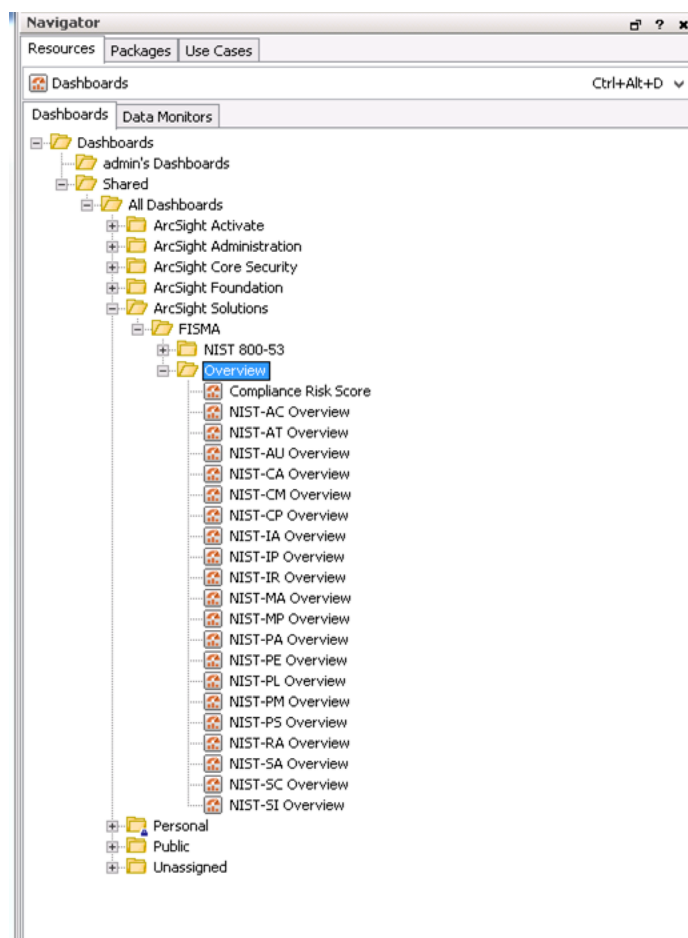 Navigator ?
Resources Packages Use Cases
Dashboards Ctrl+Alt+D
Dashboards Data Monitors
Dashboards
admin's Dashboards
Shared
All Dashboards
ArcSight Activate
ArcSight Administration
ArcSight Core Security
ArcSight Foundation
ArcSight Solutions
FISMA
NIST 800-53
Overview
Compliance Risk Score
NIST-AC Overview
NIST-AT Overview
NIST-AU Overview
NIST-CA Overview
NIST-CM Overview
NIST-CP Overview
NIST-IA Overview
NIST-IP Overview
NIST-IR Overview
NIST-MA Overview
NIST-MP Overview
NIST-PA Overview
NIST-PE Overview
NIST-PL Overview
NIST-PM Overview
NIST-PS Overview
NIST-RA Overview
NIST-SA Overview
NIST-SC Overview
NIST-SI Overview
Personal
Public
Unassigned